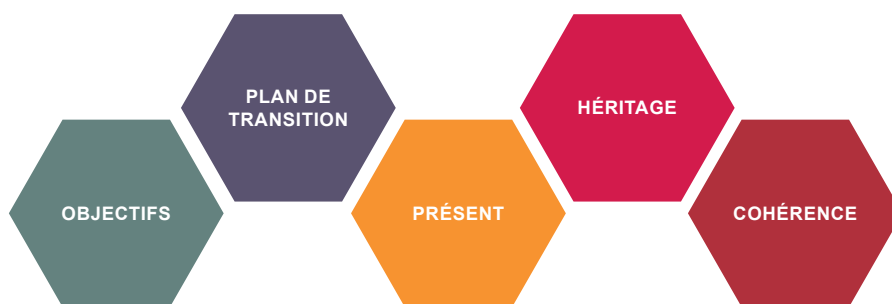 OBJECTIFS
PLAN DE
TRANSITION
PRÉSENT
HÉRITAGE
COHÉRENCE